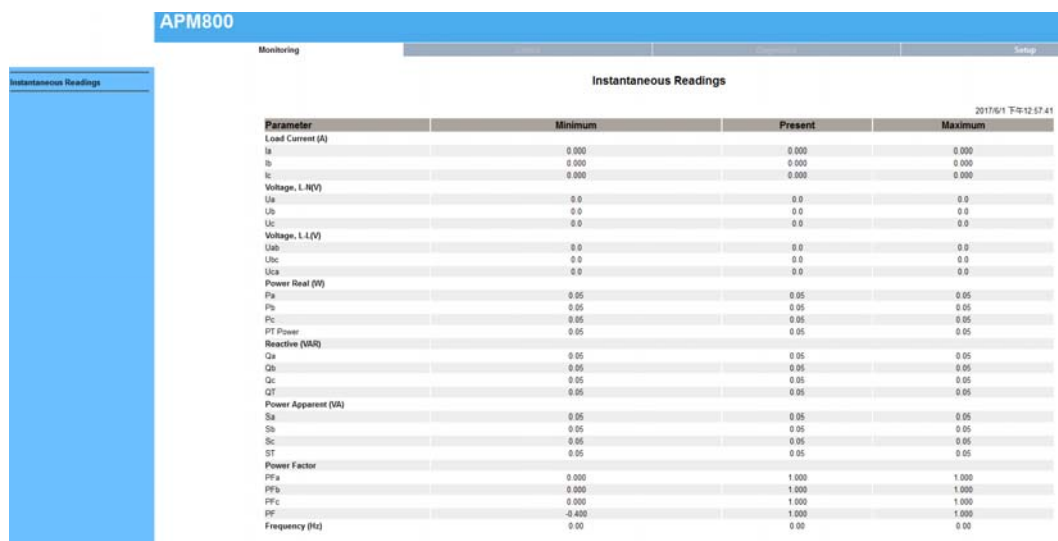 APM800
Monitoring Setup
Instantaneous Readings
Instantaneous Readings
2017/6/1 下午12:57:41
Parameter Minimum Present Maximum
Load Current (A)
Ia 0.000 0.000 0.000
Ib 0.000 0.000 0.000
Ic 0.000 0.000 0.000
Voltage, L-N(V)
Ua 0.0 0.0 0.0
Ub 0.0 0.0 0.0
Uc 0.0 0.0 0.0
Voltage, L-L(V)
Uab 0.0 0.0 0.0
Ubc 0.0 0.0 0.0
Uca 0.0 0.0 0.0
Power Real (W)
Pa 0.05 0.05 0.05
Pb 0.05 0.05 0.05
Pc 0.05 0.05 0.05
PT Power 0.05 0.05 0.05
Reactive (VAR)
Qa 0.05 0.05 0.05
Qb 0.05 0.05 0.05
Qc 0.05 0.05 0.05
QT 0.05 0.05 0.05
Power Apparent (VA)
Sa 0.05 0.05 0.05
Sb 0.05 0.05 0.05
Sc 0.05 0.05 0.05
ST 0.05 0.05 0.05
Power Factor
PFa 0.000 1.000 1.000
PFb 0.000 1.000 1.000
PFc 0.000 1.000 1.000
PF -0.400 1.000 1.000
Frequency (Hz) 0.00 0.00 0.00